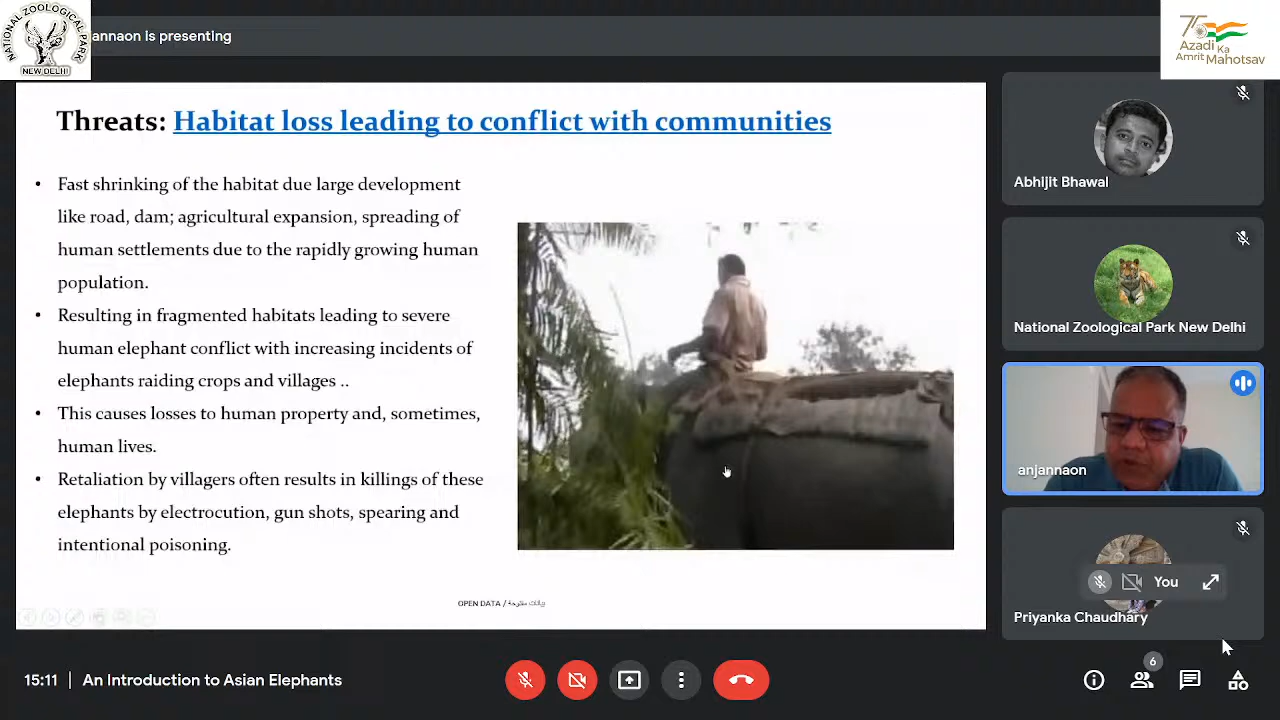 NATIONAL ZOOLOGICAL PARK
NEW DELHI
annaon is presenting
75
Azadi Ka
Amrit Mahotsav
Threats: Habitat loss leading to conflict with communities
• Fast shrinking of the habitat due large development
like road, dam; agricultural expansion, spreading of
human settlements due to the rapidly growing human
population.
• Resulting in fragmented habitats leading to severe
human elephant conflict with increasing incidents of
elephants raiding crops and villages ..
• This causes losses to human property and, sometimes,
human lives.
• Retaliation by villagers often results in killings of these
elephants by electrocution, gun shots, spearing and
intentional poisoning.
OPEN DATA / بيانات مفتوحة
Abhijit Bhawal
National Zoological Park New Delhi
anjannaon
You
Priyanka Chaudhary
15:11 | An Introduction to Asian Elephants
6